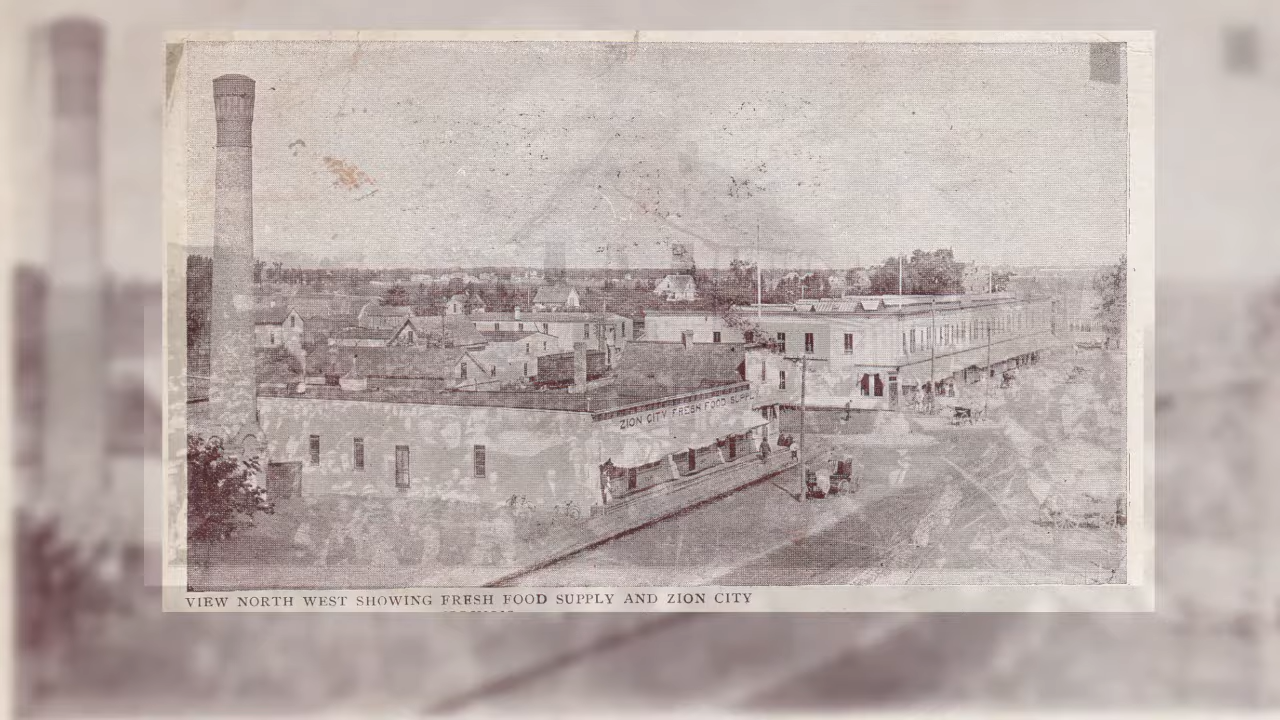 ZION CITY FRESH FOOD SUPPLY
VIEW NORTH WEST SHOWING FRESH FOOD SUPPLY AND ZION CITY